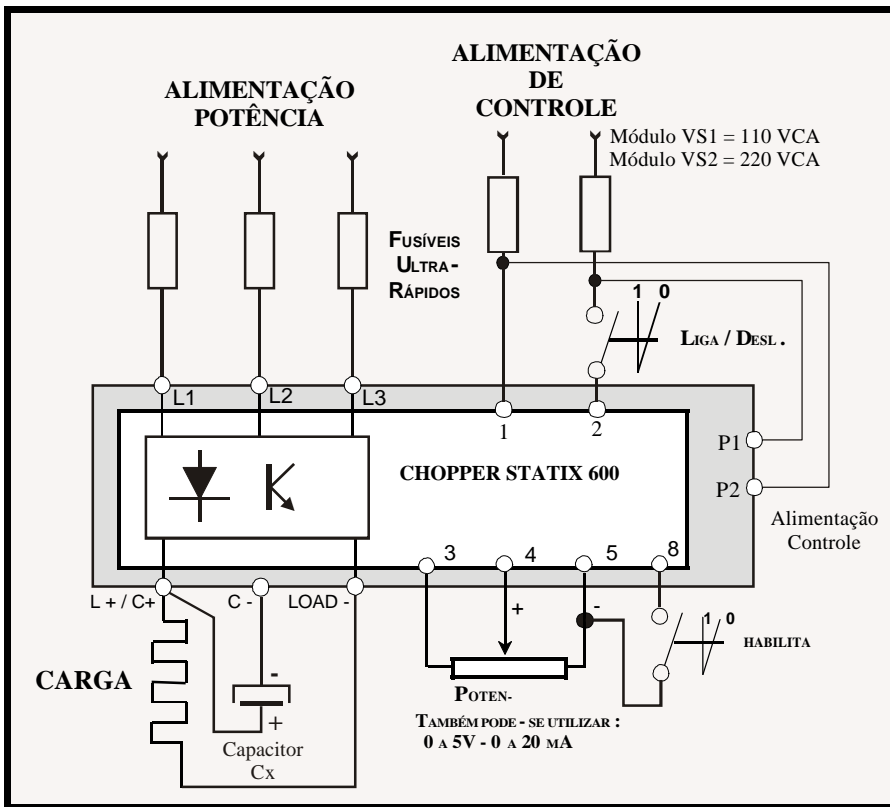 ALIMENTAÇÃO
POTÊNCIA
ALIMENTAÇÃO
DE
CONTROLE
Módulo VS1 = 110 VCA
Módulo VS2 = 220 VCA
FUSÍVEIS
ULTRA-
RÁPIDOS
1 0
LIGA / DESL .
L1
L2
L3
1
2
P1
CHOPPER STATIX 600
P2
Alimentação
Controle
3
4
5
8
L + / C+
C -
LOAD -
+
-
1 0
HABILITA
CARGA
-
+
Capacitor
Cx
POTEN-
TAMBÉM PODE - SE UTILIZAR :
0 A 5V - 0 A 20 MA